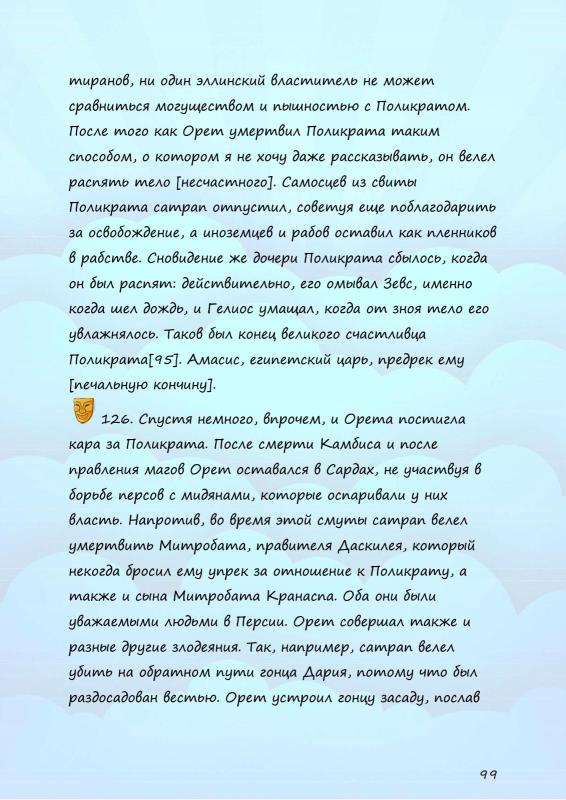 тиранов, ни один эллинский властитель не может
сравниться могуществом и пышностью с Поликратом.
После того как Орет умертвил Поликрата таким
способом, о котором я не хочу даже рассказывать, он велел
распять тело [несчастного]. Самосцев из свиты
Поликрата сатрап отпустил, советуя еще поблагодарить
за освобождение, а иноземцев и рабов оставил как пленников
в рабстве. Сновидение же дочери Поликрата сбылось, когда
он был распят: действительно, его омывал Зевс, именно
когда шел дождь, и Гелиос умащал, когда от зноя тело его
увлажнялось. Таков был конец великого счастливца
Поликрата[95]. Амасис, египетский царь, предрек ему
[печальную кончину].
126. Спустя немного, впрочем, и Орета постигла
кара за Поликрата. После смерти Камбиса и после
правления магов Орет оставался в Сардах, не участвуя в
борьбе персов с мидянами, которые оспаривали у них
власть. Напротив, во время этой смуты сатрап велел
умертвить Митробата, правителя Даскилея, который
некогда бросил ему упрек за отношение к Поликрату, а
также и сына Митробата Кранаспа. Оба они были
уважаемыми людьми в Персии. Орет совершал также и
разные другие злодеяния. Так, например, сатрап велел
убить на обратном пути гонца Дария, потому что был
раздосадован вестью. Орет устроил гонцу засаду, послав
99